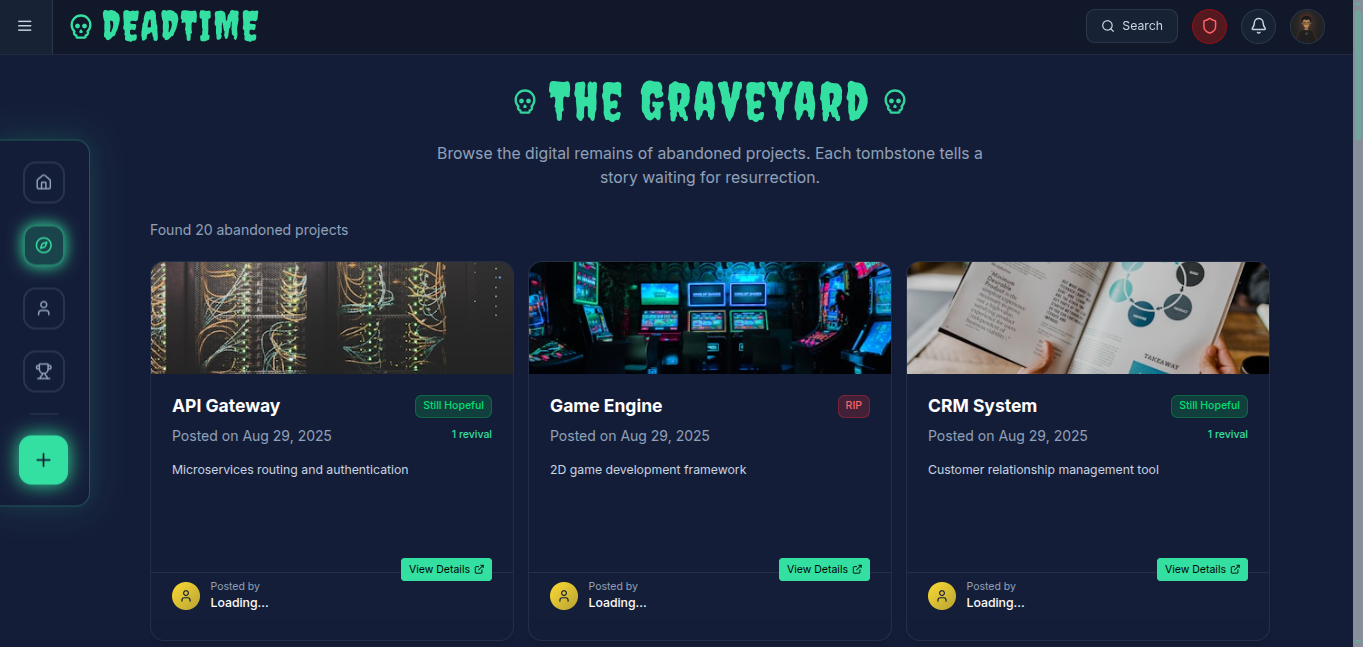 DEADTIME
Search
THE GRAVEYARD
Browse the digital remains of abandoned projects. Each tombstone tells a
story waiting for resurrection.
Found 20 abandoned projects
TAKEAWAY
API Gateway
Still Hopeful
Posted on Aug 29, 2025
1 revival
Microservices routing and authentication
View Details
Posted by
Loading...
Game Engine
RIP
Posted on Aug 29, 2025
2D game development framework
View Details
Posted by
Loading...
CRM System
Still Hopeful
Posted on Aug 29, 2025
1 revival
Customer relationship management tool
View Details
Posted by
Loading...